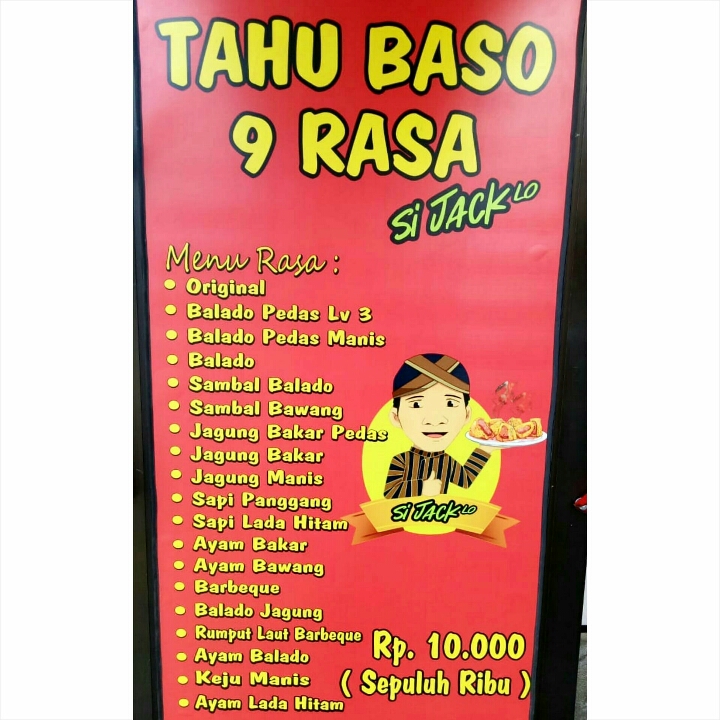 TAHU BASO
9 RASA
Si JACK LO
Menu Rasa :
• Original
• Balado Pedas Lv 3
• Balado Pedas Manis
• Balado
• Sambal Balado
• Sambal Bawang
• Jagung Bakar Pedas
• Jagung Bakar
• Jagung Manis
• Sapi Panggang
• Sapi Lada Hitam
• Ayam Bakar
• Ayam Bawang
• Barbeque
• Balado Jagung
• Rumput Laut Barbeque
• Ayam Balado
• Keju Manis
• Ayam Lada Hitam
Si JACK LO
Rp. 10.000
( Sepuluh Ribu )